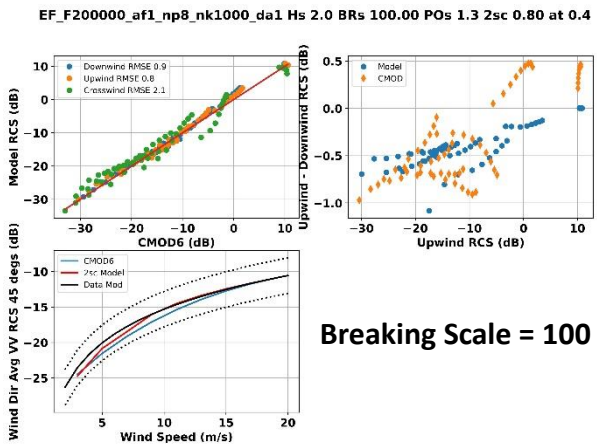 EF_F200000_af1_np8_nk1000_da1 Hs 2.0 BRs 100.00 POs 1.3 2sc 0.80 at 0.4
Model RCS (dB)
10
0
−10
−20
−30
Downwind RMSE 0.9
Upwind RMSE 0.8
Crosswind RMSE 2.1
−30 −20 −10 0 10
CMOD6 (dB)
Upwind - Downwind RCS (dB)
0.5
0.0
−0.5
−1.0
Model
CMOD
−30 −20 −10 0 10
Upwind RCS (dB)
Wind Dir Avg VV RCS 45 degs (dB)
−10
−15
−20
−25
CMOD6
2sc Model
Data Mod
5 10 15 20
Wind Speed (m/s)
Breaking Scale = 100